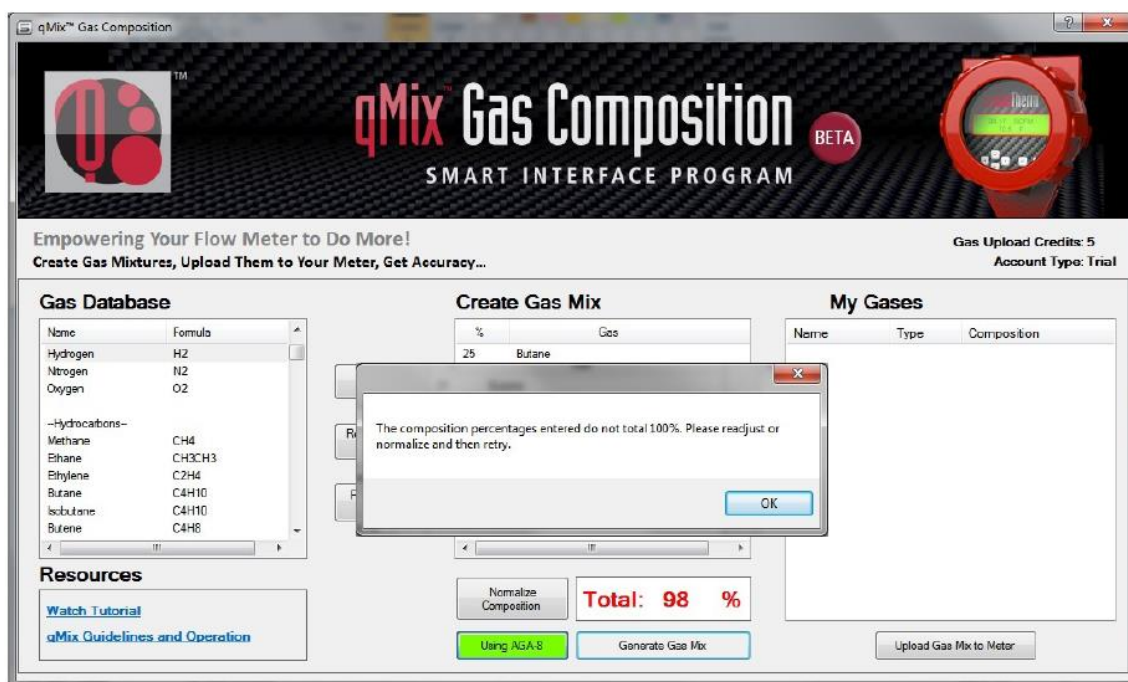 qMix™ Gas Composition
TM
qMix™ Gas Composition BETA
SMART INTERFACE PROGRAM
Empowering Your Flow Meter to Do More!
Create Gas Mixtures, Upload Them to Your Meter, Get Accuracy...
Gas Upload Credits: 5
Account Type: Trial
Gas Database
Name Formula
Hydrogen H2
Nitrogen N2
Oxygen O2
--Hydrocarbons--
Methane CH4
Ethane CH3CH3
Ethylene C2H4
Butane C4H10
Isobutane C4H10
Butene C4H8
Create Gas Mix
% Gas
25 Butane
The composition percentages entered do not total 100%. Please readjust or
normalize and then retry.
OK
Normalize
Composition
Total: 98 %
Using AGA-8
Generate Gas Mix
My Gases
Name Type Composition
Upload Gas Mix to Meter
Resources
Watch Tutorial
qMix Guidelines and Operation